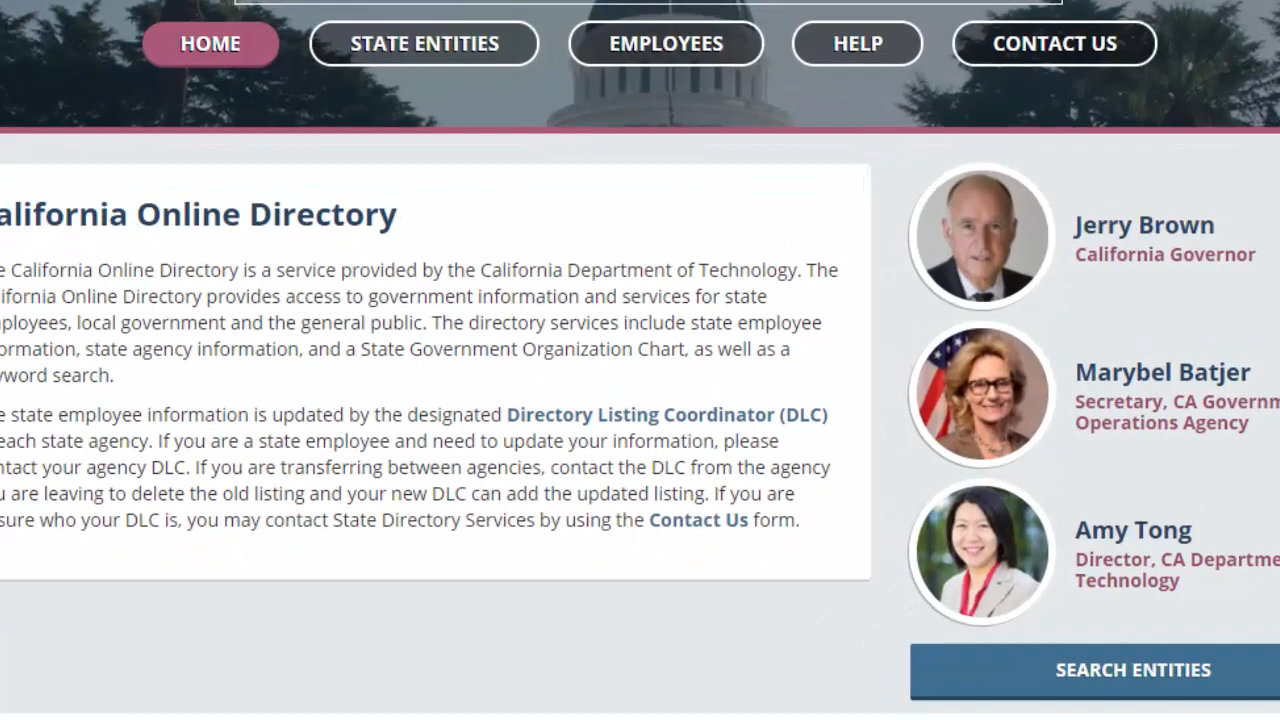 HOME
STATE ENTITIES
EMPLOYEES
HELP
CONTACT US
alifornia Online Directory
e California Online Directory is a service provided by the California Department of Technology. The
ifornia Online Directory provides access to government information and services for state
ployees, local government and the general public. The directory services include state employee
ormation, state agency information, and a State Government Organization Chart, as well as a
yword search.
e state employee information is updated by the designated Directory Listing Coordinator (DLC)
each state agency. If you are a state employee and need to update your information, please
ntact your agency DLC. If you are transferring between agencies, contact the DLC from the agency
u are leaving to delete the old listing and your new DLC can add the updated listing. If you are
sure who your DLC is, you may contact State Directory Services by using the Contact Us form.
Jerry Brown
California Governor
Marybel Batjer
Secretary, CA Governm
Operations Agency
Amy Tong
Director, CA Departme
Technology
SEARCH ENTITIES